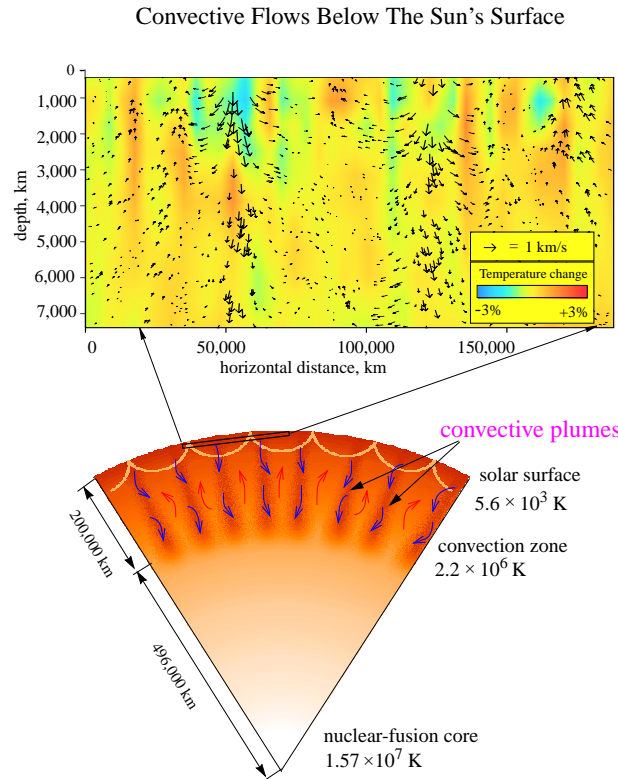 Convective Flows Below The Sun's Surface
0
1,000
2,000
3,000
4,000
5,000
6,000
7,000
depth, km
→ = 1 km/s
Temperature change
-3% +3%
0 50,000 100,000 150,000
horizontal distance, km
convective plumes
solar surface
5.6 × 10³ K
convection zone
2.2 × 10⁶ K
200,000 km
496,000 km
nuclear-fusion core
1.57 ×10⁷ K